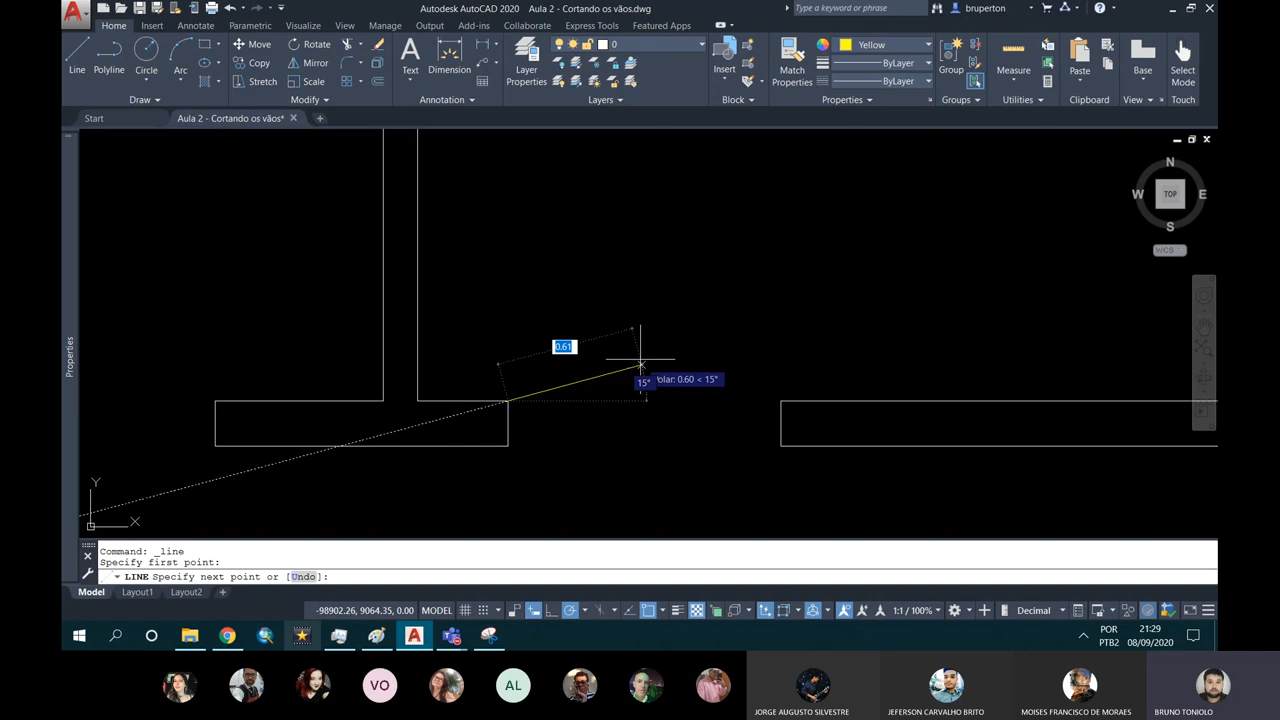 Autodesk AutoCAD 2020 Aula 2 - Cortando os vãos.dwg
Type a keyword or phrase
bruperton
Home Insert Annotate Parametric Visualize View Manage Output Add-ins Collaborate Express Tools Featured Apps
Line Polyline Circle Arc
Move Rotate
Copy Mirror
Stretch Scale
Text Dimension
Layer Properties
0
Insert
Match Properties
Yellow
ByLayer
ByLayer
Group
Measure
Paste
Base
Select Mode
Draw Modify Annotation Layers Block Properties Groups Utilities Clipboard View Touch
Start Aula 2 - Cortando os vãos*
N
W TOP E
S
WCS
Properties
0.61
15° Polar: 0.60 < 15°
Y
X
Command: _line
Specify first point:
LINE Specify next point or [Undo]:
Model Layout1 Layout2
-98902.26, 9064.35, 0.00 MODEL 1:1 / 100% Decimal
POR
PTB2
21:29
08/09/2020
VO
AL
JORGE AUGUSTO SILVESTRE
JEFERSON CARVALHO BRITO
MOISES FRANCISCO DE MORAES
BRUNO TONIOLO